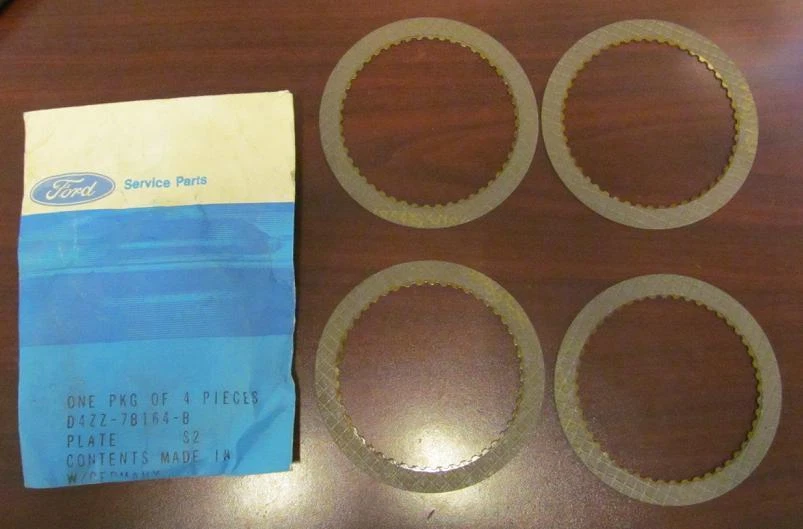 Ford
Service Parts
ONE PKG OF 4 PIECES
D4ZZ-7B164-B
PLATE S2
CONTENTS MADE IN
W/GERMANY